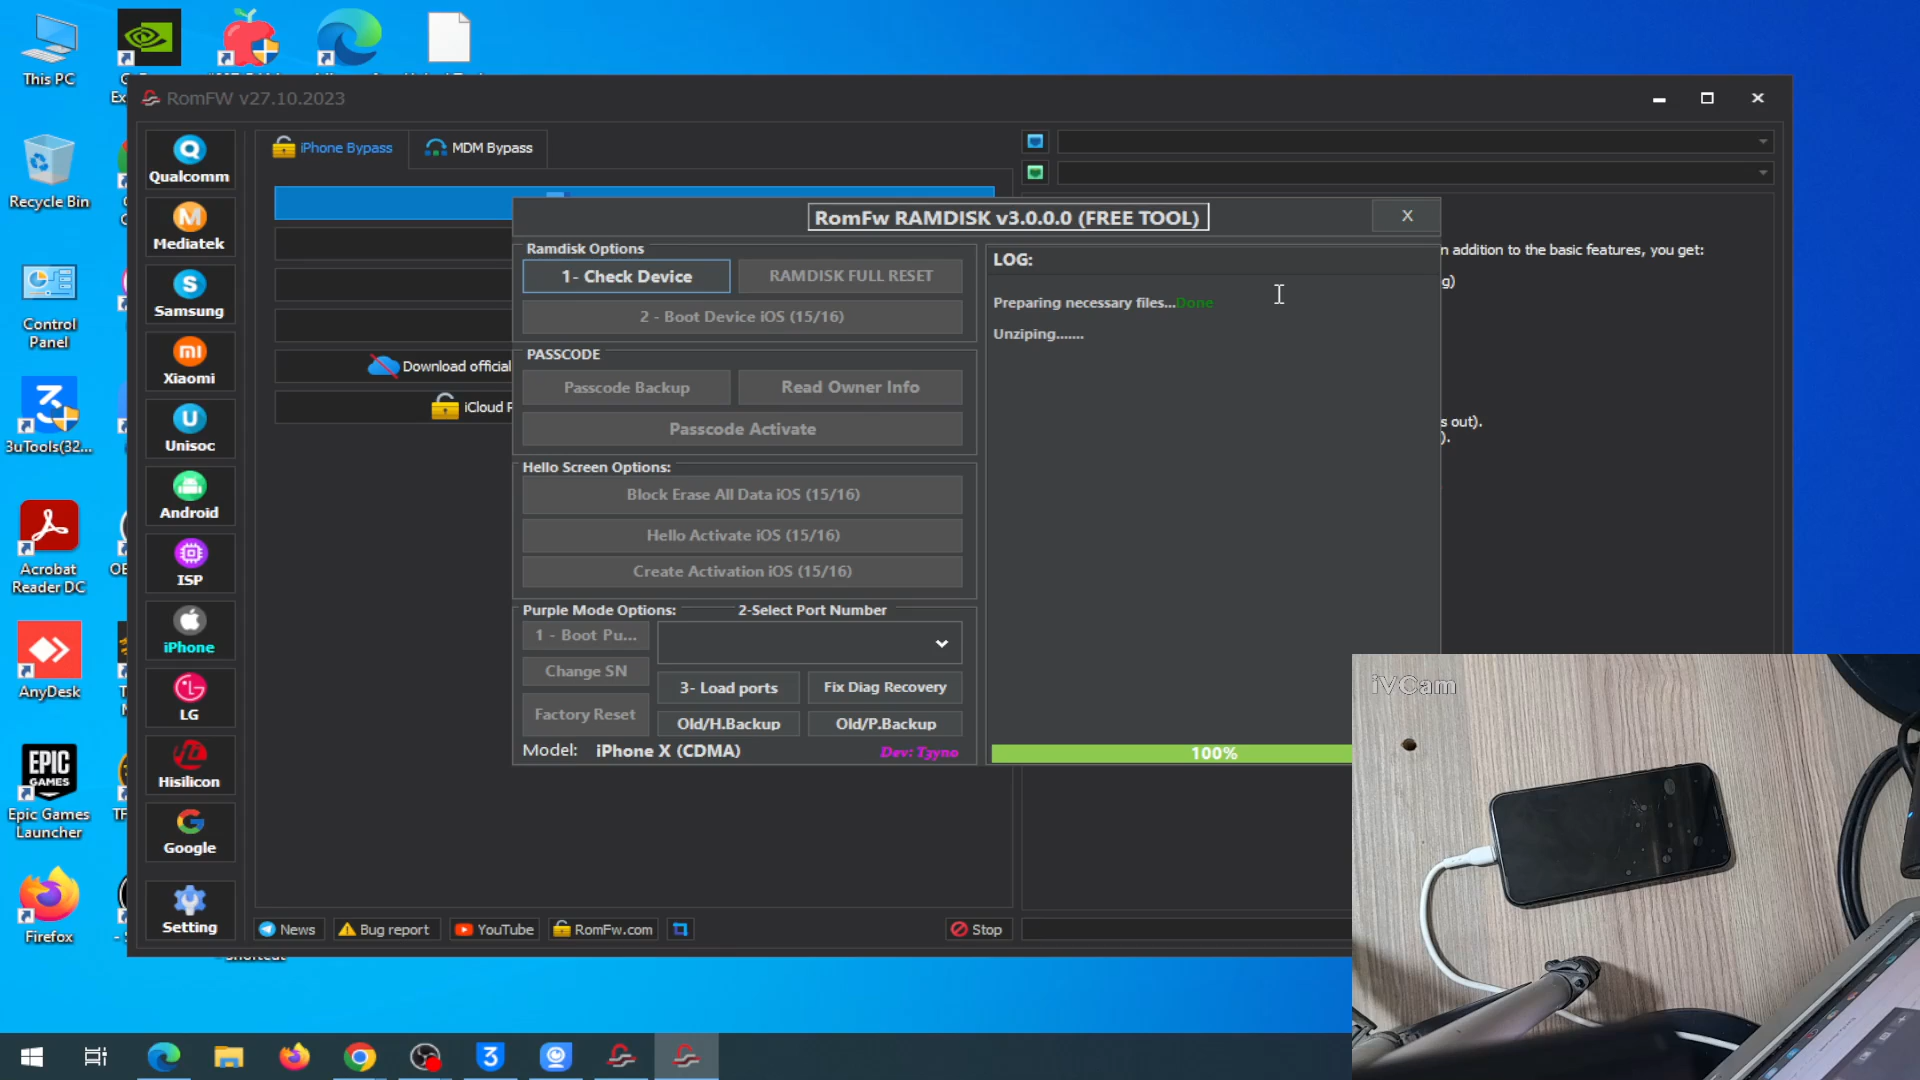 This PC
Recycle Bin
Control
Panel
3uTools(32...
Acrobat
Reader DC
AnyDesk
Epic Games
Launcher
EPIC
GAMES
Firefox
RomFW v27.10.2023
Qualcomm
Mediatek
Samsung
Xiaomi
Unisoc
Android
ISP
iPhone
LG
Hisilicon
Google
Setting
iPhone Bypass
MDM Bypass
Download official
iCloud
n addition to the basic features, you get:
g)
s out).
).
RomFw RAMDISK v3.0.0.0 (FREE TOOL)
X
Ramdisk Options
1- Check Device
RAMDISK FULL RESET
2 - Boot Device iOS (15/16)
PASSCODE
Passcode Backup
Read Owner Info
Passcode Activate
Hello Screen Options:
Block Erase All Data iOS (15/16)
Hello Activate iOS (15/16)
Create Activation iOS (15/16)
Purple Mode Options:
2-Select Port Number
1 - Boot Pu...
Change SN
3- Load ports
Fix Diag Recovery
Factory Reset
Old/H.Backup
Old/P.Backup
Model: iPhone X (CDMA)
Dev: T3yno
LOG:
Preparing necessary files...Done
Unziping.......
100%
News
Bug report
YouTube
RomFw.com
Stop
iVCam